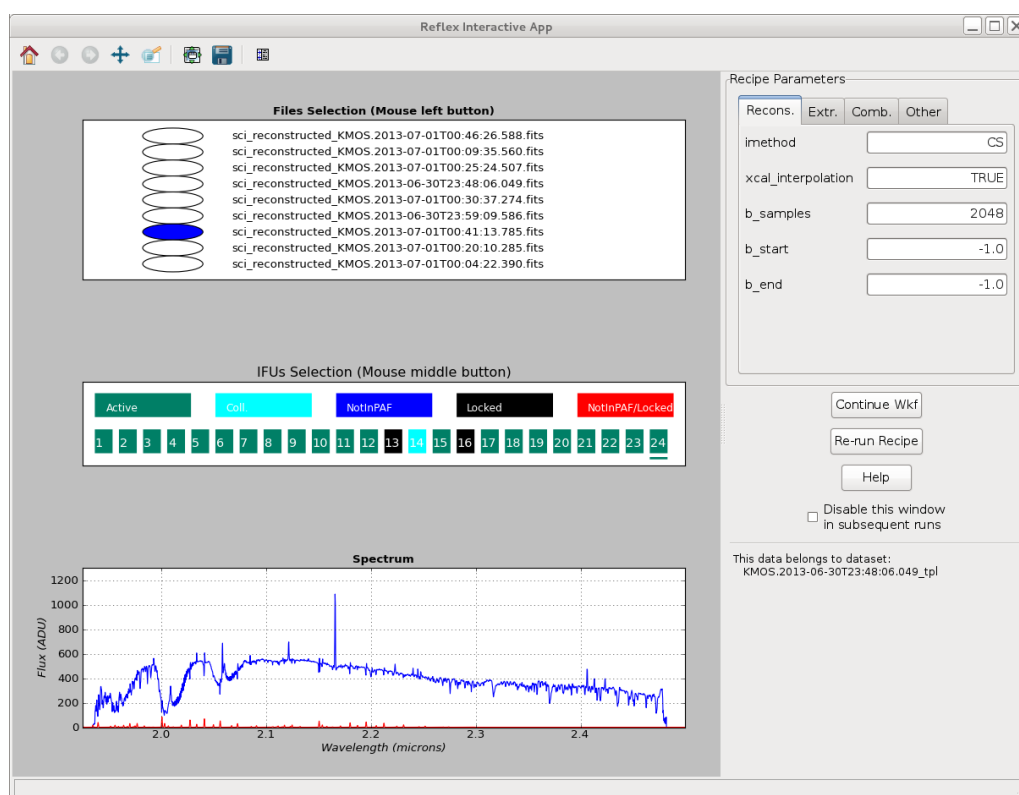 Reflex Interactive App
Files Selection (Mouse left button)
sci_reconstructed_KMOS.2013-07-01T00:46:26.588.fits
sci_reconstructed_KMOS.2013-07-01T00:09:35.560.fits
sci_reconstructed_KMOS.2013-07-01T00:25:24.507.fits
sci_reconstructed_KMOS.2013-06-30T23:48:06.049.fits
sci_reconstructed_KMOS.2013-07-01T00:30:37.274.fits
sci_reconstructed_KMOS.2013-06-30T23:59:09.586.fits
sci_reconstructed_KMOS.2013-07-01T00:41:13.785.fits
sci_reconstructed_KMOS.2013-07-01T00:20:10.285.fits
sci_reconstructed_KMOS.2013-07-01T00:04:22.390.fits
IFUs Selection (Mouse middle button)
Active Coll. NotInPAF Locked NotInPAF/Locked
1 2 3 4 5 6 7 8 9 10 11 12 13 14 15 16 17 18 19 20 21 22 23 24
Spectrum
Flux (ADU)
1200
1000
800
600
400
200
0
2.0 2.1 2.2 2.3 2.4
Wavelength (microns)
Recipe Parameters
Recons. Extr. Comb. Other
imethod CS
xcal_interpolation TRUE
b_samples 2048
b_start -1.0
b_end -1.0
Continue Wkf
Re-run Recipe
Help
Disable this window
in subsequent runs
This data belongs to dataset:
KMOS.2013-06-30T23:48:06.049_tpl